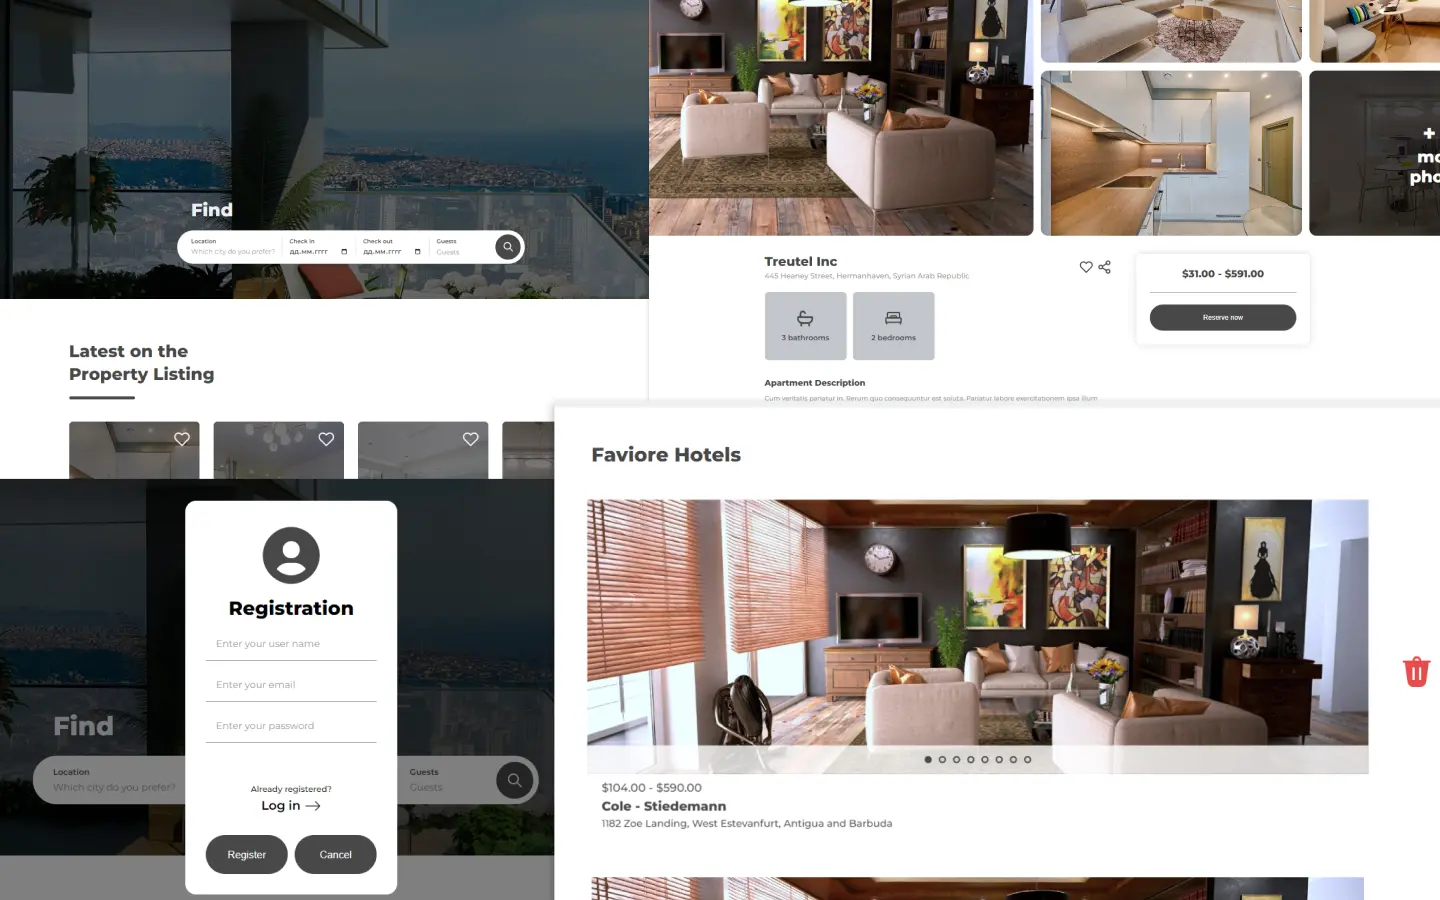 Find
Location
Which city do you prefer?
Check in
дд.мм.гггг
Check out
дд.мм.гггг
Guests
Guests
Latest on the
Property Listing
+
Treutel Inc
445 Heaney Street, Hermanhaven, Syrian Arab Republic
3 bathrooms
2 bedrooms
$31.00 - $591.00
Reserve now
Apartment Description
Cum veritatis pariatur in. Rerum quo consequuntur est soluta. Pariatur labore exercitationem ipsa illum
Registration
Enter your user name
Enter your email
Enter your password
Already registered?
Log in
Register
Cancel
Find
Location
Which city do you prefer?
Guests
Guests
Faviore Hotels
$104.00 - $590.00
Cole - Stiedemann
1182 Zoe Landing, West Estevanfurt, Antigua and Barbuda